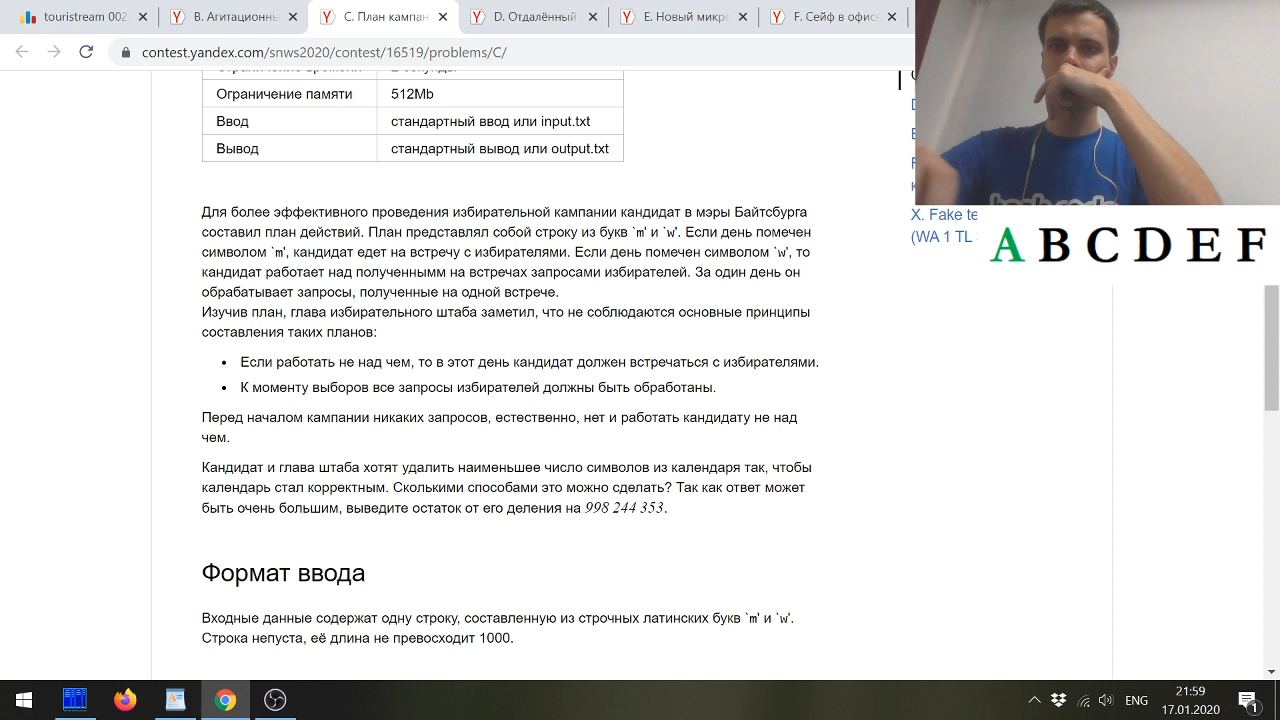 touristream 002
B. Агитационны
C. План кампан
D. Отдалённый
E. Новый микро
F. Сейф в офис
contest.yandex.com/snws2020/contest/16519/problems/C/
Ограничение памяти 512Mb
Ввод стандартный ввод или input.txt
Вывод стандартный вывод или output.txt
X. Fake te
(WA 1 TL
A B C D E F
Для более эффективного проведения избирательной кампании кандидат в мэры Байтсбурга
составил план действий. План представлял собой строку из букв `m' и `w'. Если день помечен
символом `m', кандидат едет на встречу с избирателями. Если день помечен символом `w', то
кандидат работает над полученнымм на встречах запросами избирателей. За один день он
обрабатывает запросы, полученные на одной встрече.
Изучив план, глава избирательного штаба заметил, что не соблюдаются основные принципы
составления таких планов:
• Если работать не над чем, то в этот день кандидат должен встречаться с избирателями.
• К моменту выборов все запросы избирателей должны быть обработаны.
Перед началом кампании никаких запросов, естественно, нет и работать кандидату не над
чем.
Кандидат и глава штаба хотят удалить наименьшее число символов из календаря так, чтобы
календарь стал корректным. Сколькими способами это можно сделать? Так как ответ может
быть очень большим, выведите остаток от его деления на 998 244 353.
Формат ввода
Входные данные содержат одну строку, составленную из строчных латинских букв `m' и `w'.
Строка непуста, её длина не превосходит 1000.
ENG
21:59
17.01.2020
1